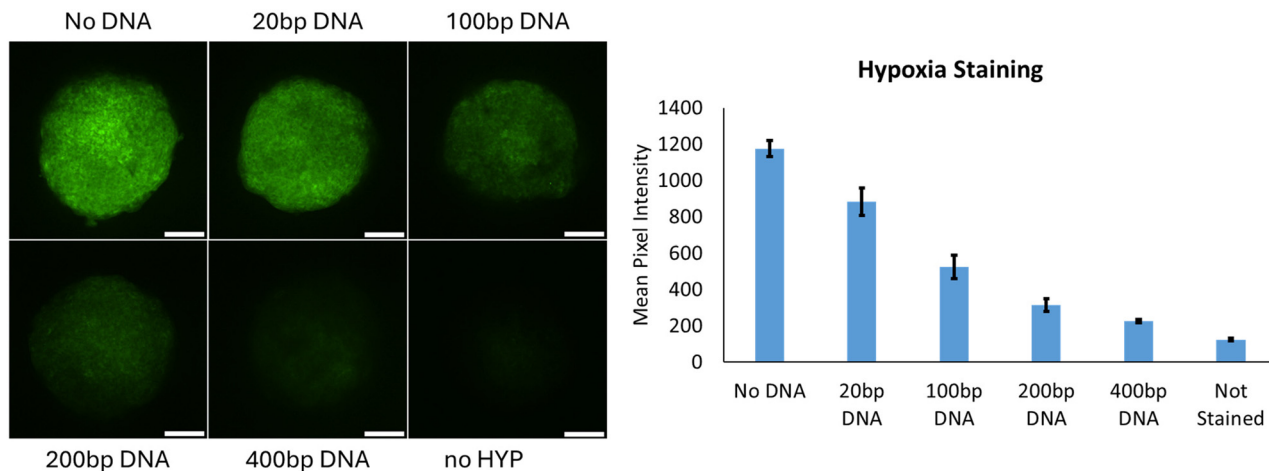 No DNA 20bp DNA 100bp DNA
200bp DNA 400bp DNA no HYP
Hypoxia Staining
Mean Pixel Intensity
1400
1200
1000
800
600
400
200
0
No DNA 20bp DNA 100bp DNA 200bp DNA 400bp DNA Not Stained